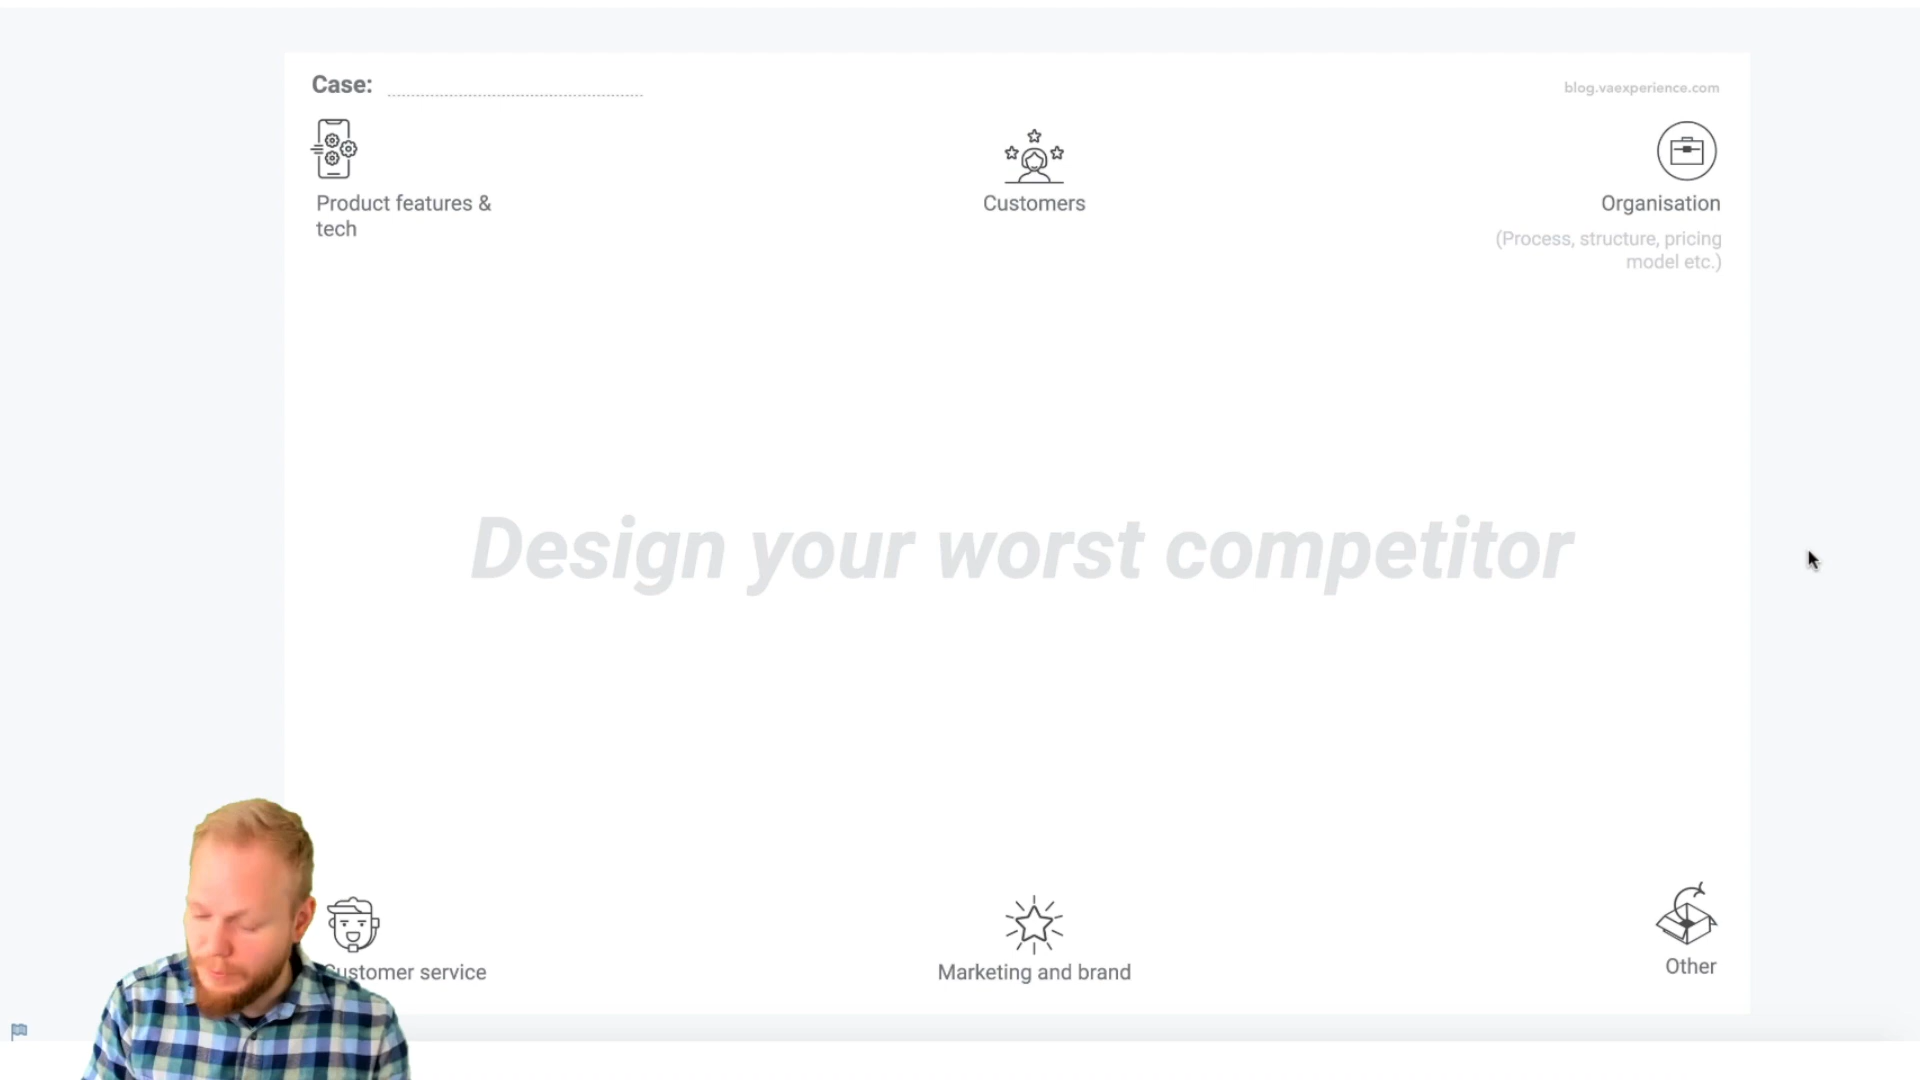 Case:
blog.vaexperience.com
Product features &
tech
Customers
Organisation
(Process, structure, pricing
model etc.)
Design your worst competitor
Customer service
Marketing and brand
Other